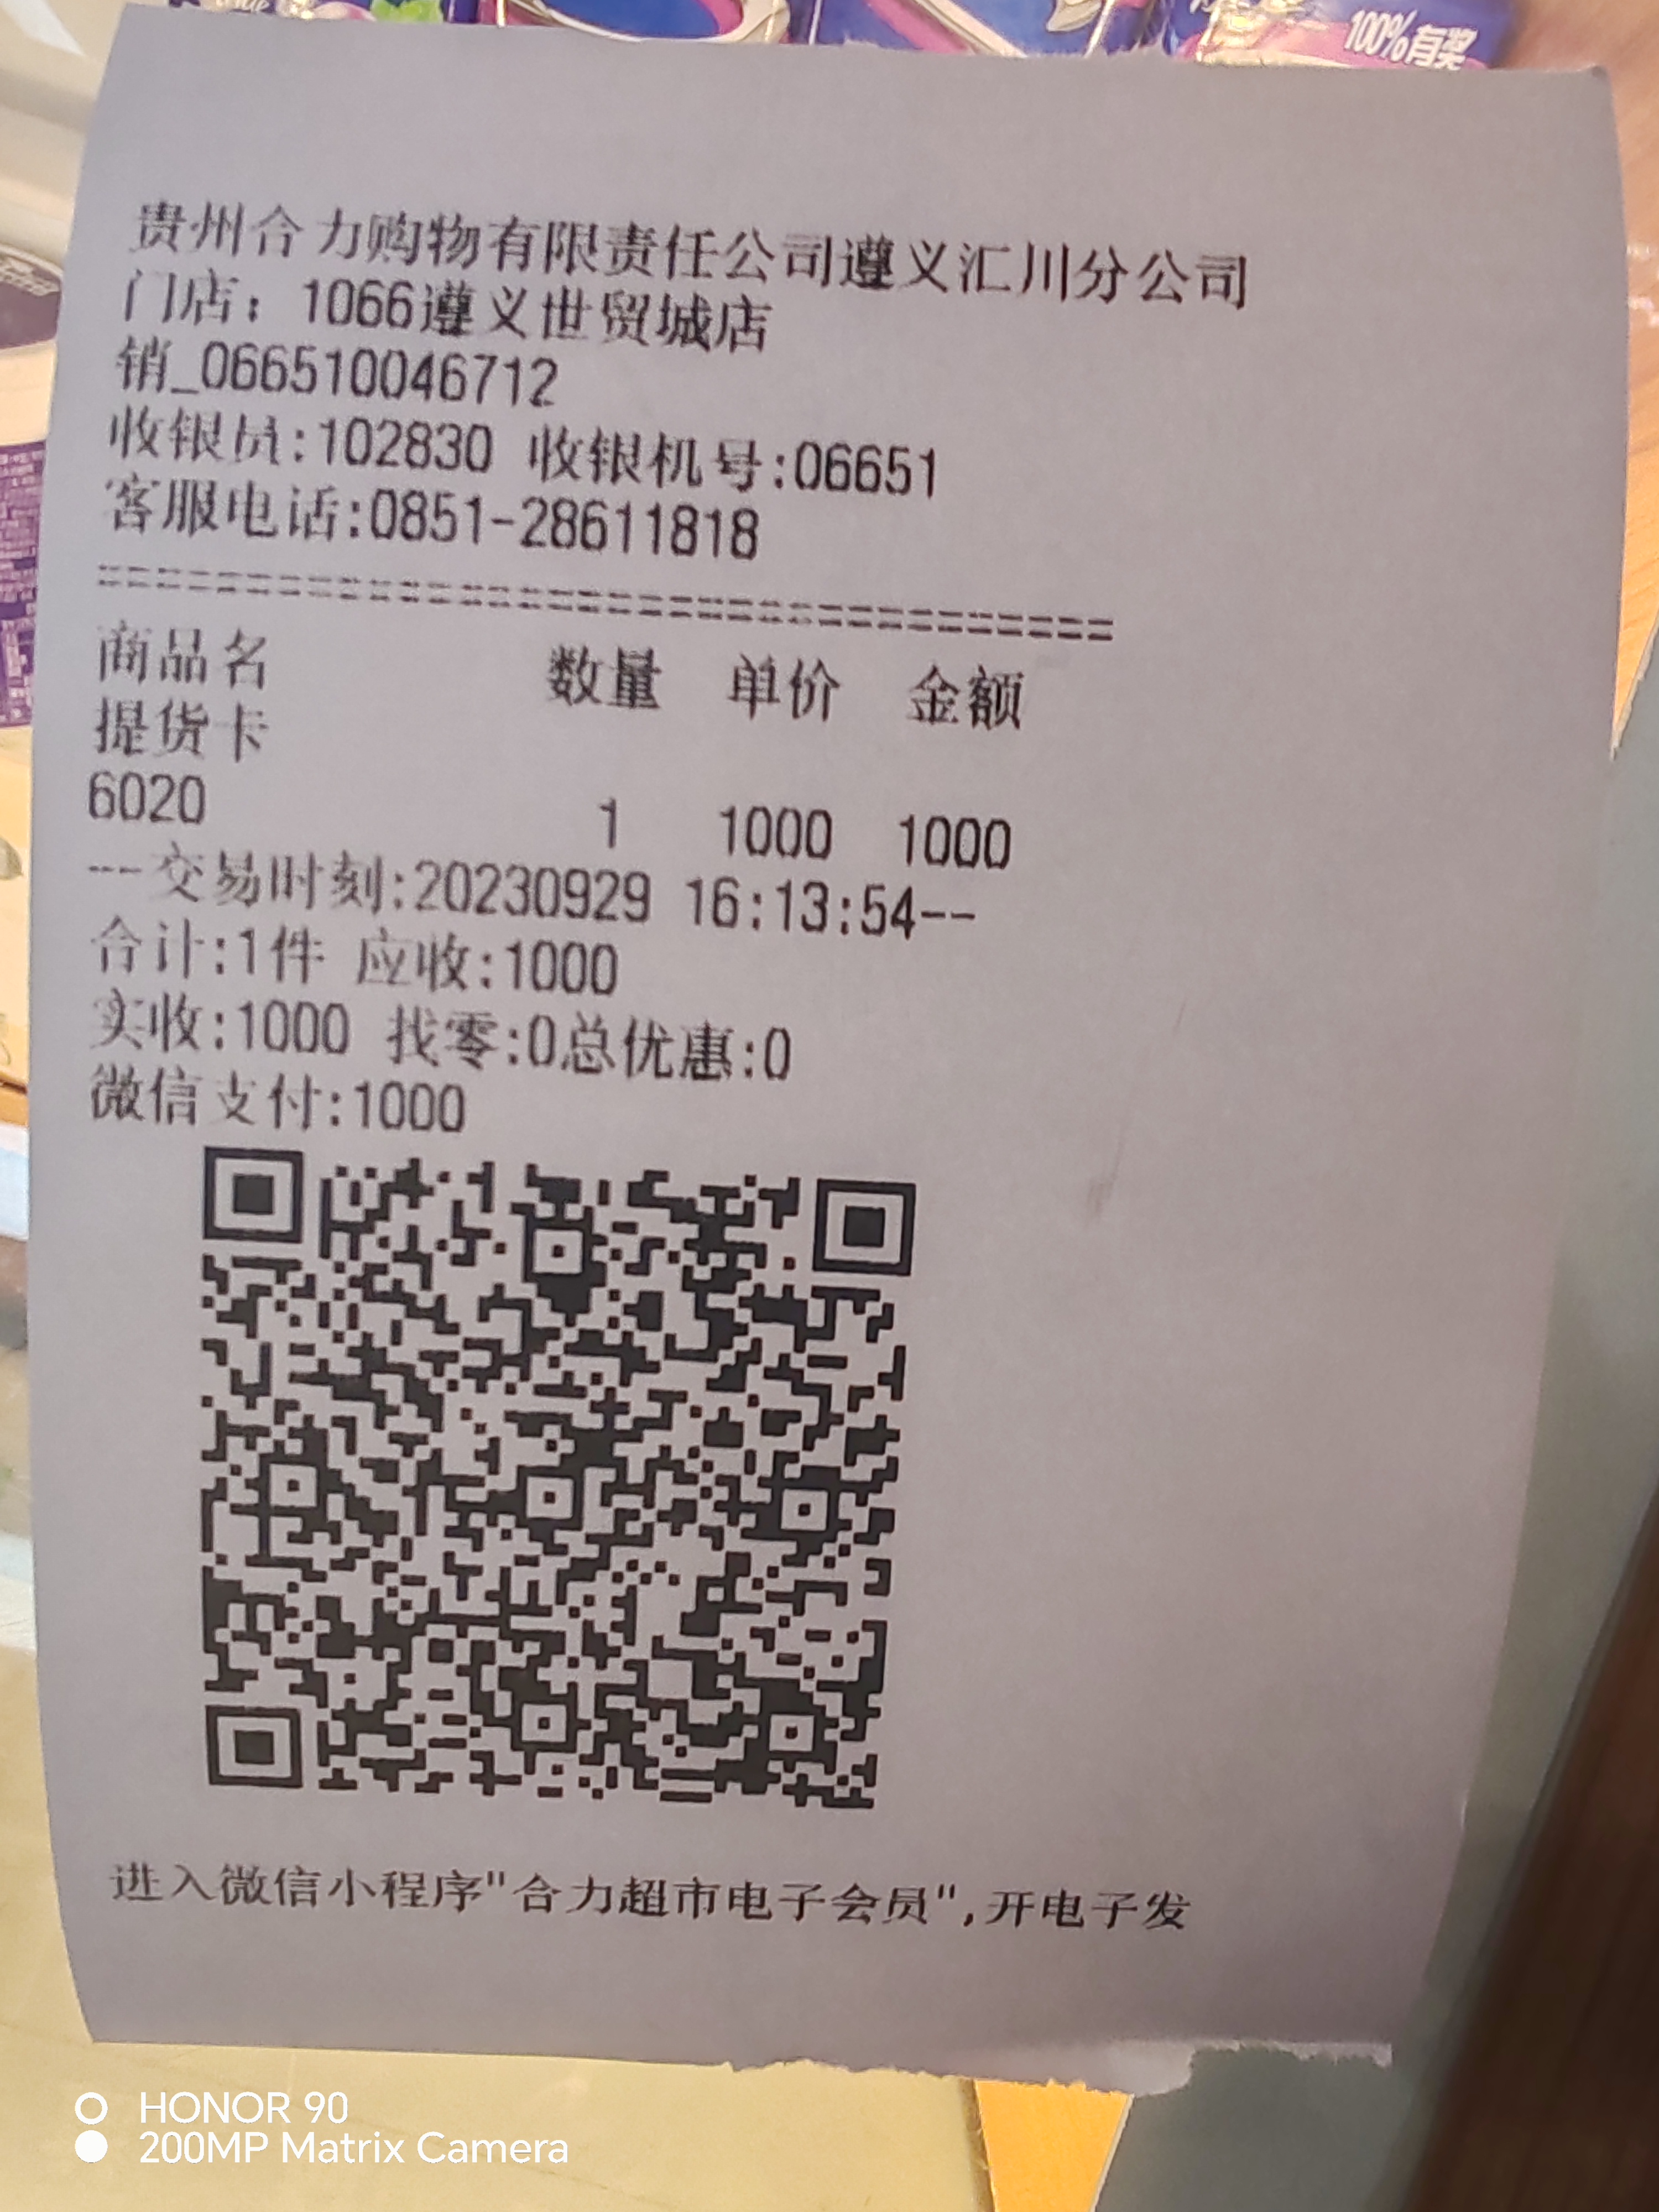 100%有奖
贵州合力购物有限责任公司遵义汇川分公司
门店：1066遵义世贸城店
销_066510046712
收银员:102830 收银机号:06651
客服电话:0851-28611818
==================================
商品名 数量 单价 金额
提货卡
6020 1 1000 1000
---交易时刻:20230929 16:13:54--
合计:1件 应收:1000
实收:1000 找零:0总优惠:0
微信支付:1000
进入微信小程序"合力超市电子会员",开电子发
HONOR 90
200MP Matrix Camera